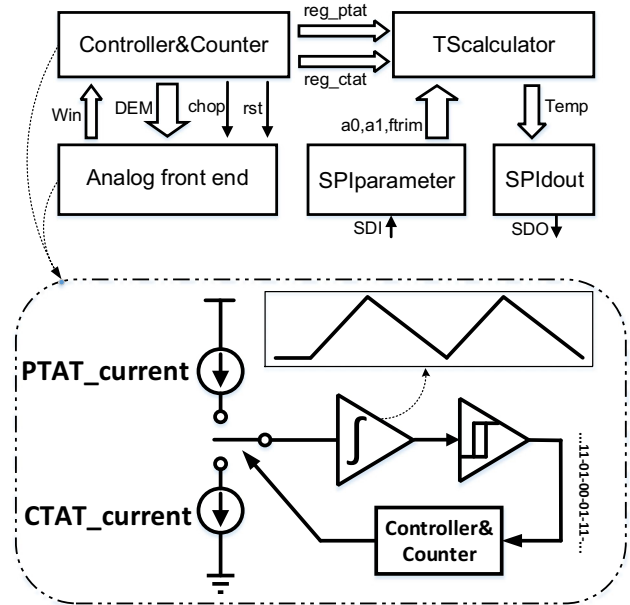 Controller&Counter
reg_ptat
reg_ctat
TScalculator
Win
DEM
chop
rst
a0,a1,ftrim
Temp
Analog front end
SPIparameter
SPIdout
SDI
SDO
PTAT_current
∫
CTAT_current
Controller&
Counter
...11-01-00-01-11-...